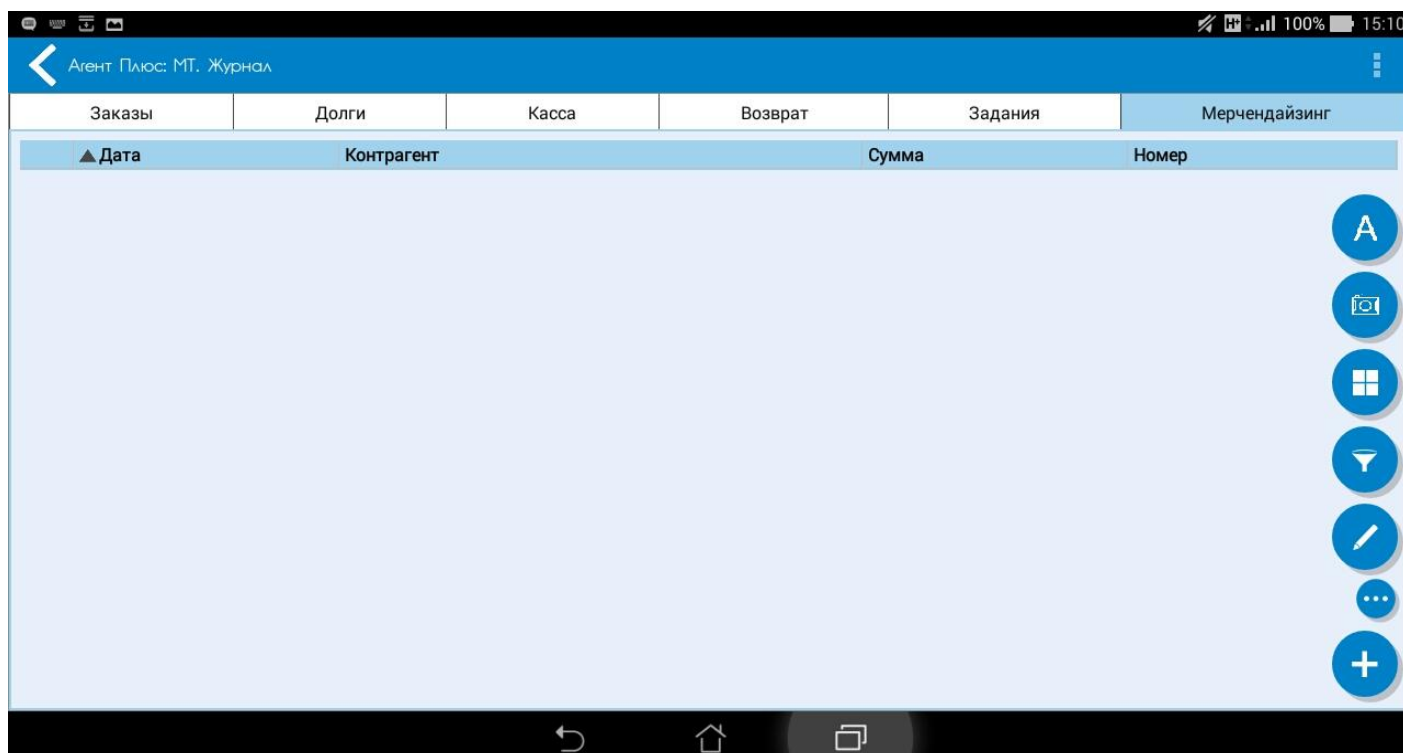 100% 15:10
Агент Плюс: МТ. Журнал
Заказы Долги Касса Возврат Задания Мерчендайзинг
▲Дата Контрагент Сумма Номер
A